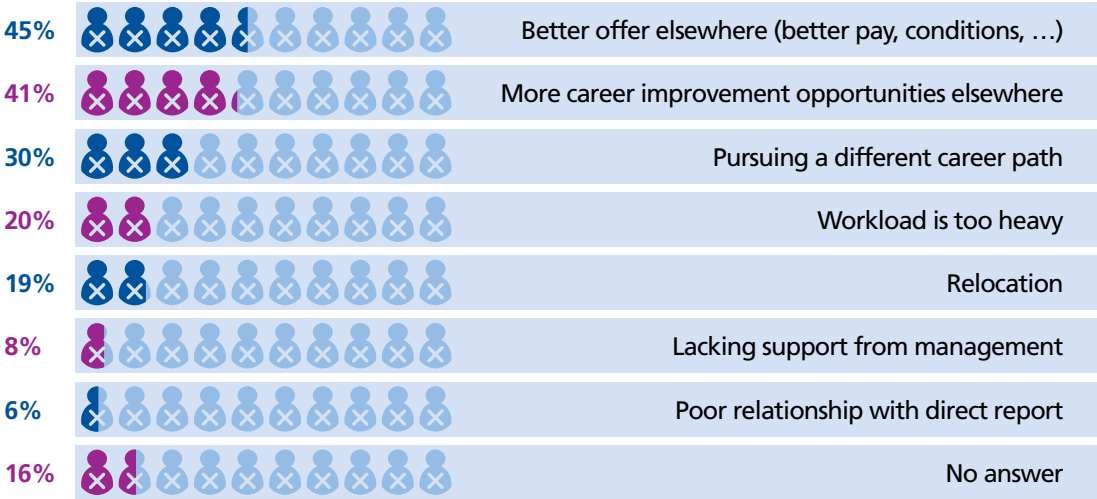 45% Better offer elsewhere (better pay, conditions, …)
41% More career improvement opportunities elsewhere
30% Pursuing a different career path
20% Workload is too heavy
19% Relocation
8% Lacking support from management
6% Poor relationship with direct report
16% No answer